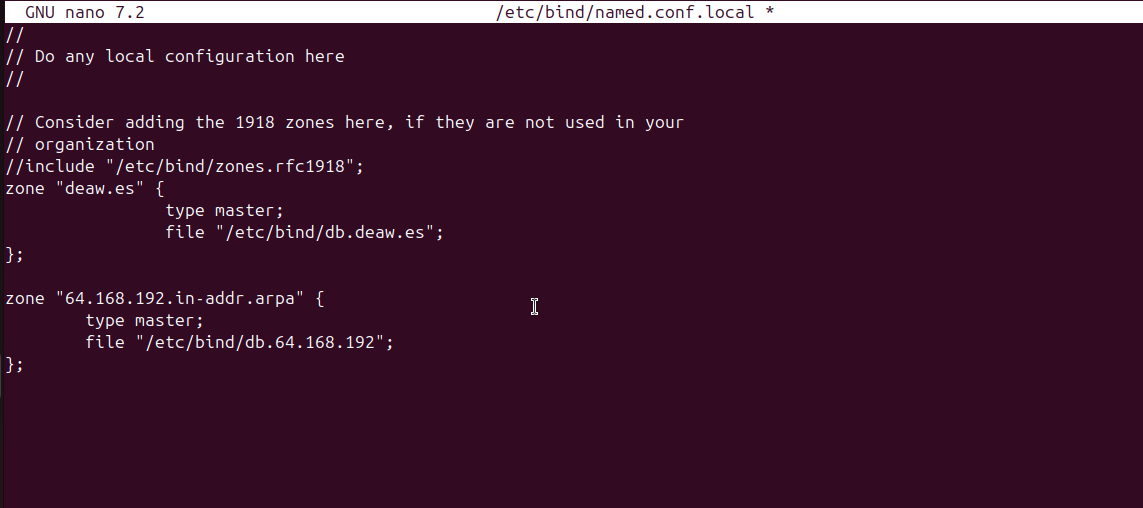 GNU nano 7.2 /etc/bind/named.conf.local *
//
// Do any local configuration here
//
// Consider adding the 1918 zones here, if they are not used in your
// organization
//include "/etc/bind/zones.rfc1918";
zone "deaw.es" {
type master;
file "/etc/bind/db.deaw.es";
};
zone "64.168.192.in-addr.arpa" {
type master;
file "/etc/bind/db.64.168.192";
};